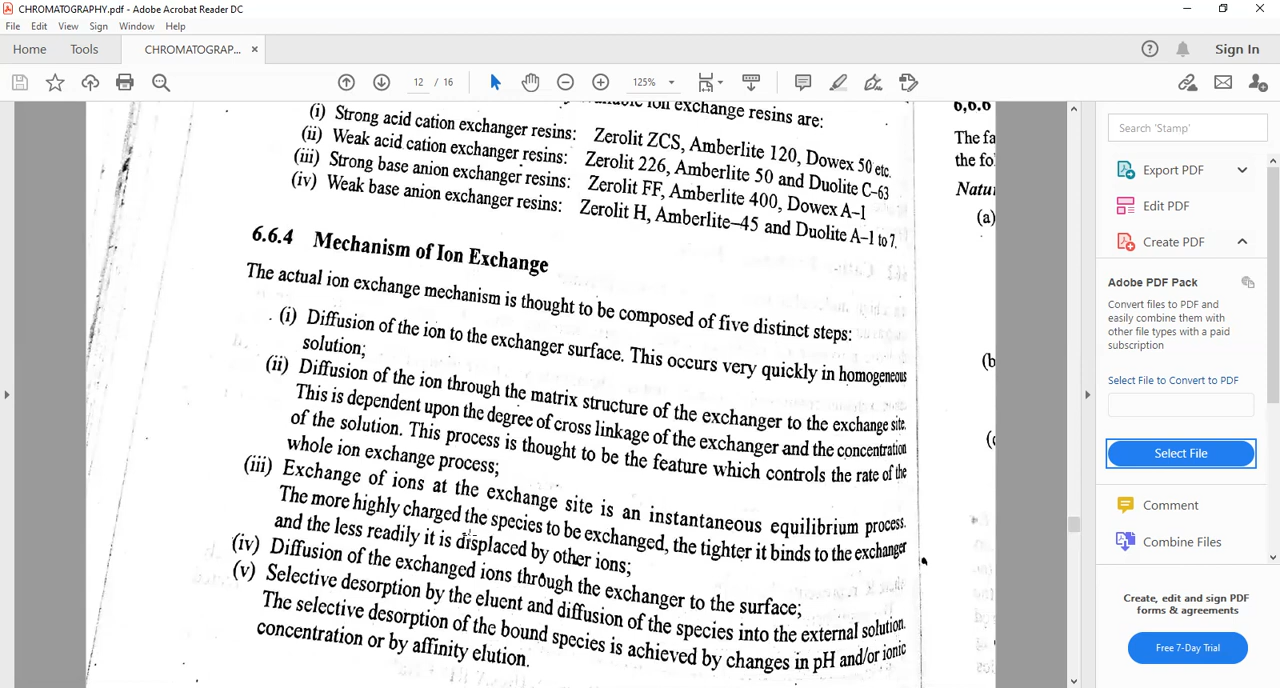 CHROMATOGRAPHY.pdf - Adobe Acrobat Reader DC
File Edit View Sign Window Help
Home Tools CHROMATOGRAP... × Sign In
12 / 16 125%
ion exchange resins are:
(i) Strong acid cation exchanger resins: Zerolit ZCS, Amberlite 120, Dowex 50 etc.
(ii) Weak acid cation exchanger resins: Zerolit 226, Amberlite 50 and Duolite C–63
(iii) Strong base anion exchanger resins: Zerolit FF, Amberlite 400, Dowex A–1
(iv) Weak base anion exchanger resins: Zerolit H, Amberlite–45 and Duolite A–1 to 7.
6.6.4 Mechanism of Ion Exchange
The actual ion exchange mechanism is thought to be composed of five distinct steps:
(i) Diffusion of the ion to the exchanger surface. This occurs very quickly in homogeneous
solution;
(ii) Diffusion of the ion through the matrix structure of the exchanger to the exchange site.
This is dependent upon the degree of cross linkage of the exchanger and the concentration
of the solution. This process is thought to be the feature which controls the rate of the
whole ion exchange process;
(iii) Exchange of ions at the exchange site is an instantaneous equilibrium process.
The more highly charged the species to be exchanged, the tighter it binds to the exchanger
and the less readily it is displaced by other ions;
(iv) Diffusion of the exchanged ions through the exchanger to the surface;
(v) Selective desorption by the eluent and diffusion of the species into the external solution.
The selective desorption of the bound species is achieved by changes in pH and/or ionic
concentration or by affinity elution.
6,6.6
The fa
the fo
Natu
(a)
(b
(c
Search 'Stamp'
Export PDF
Edit PDF
Create PDF
Adobe PDF Pack
Convert files to PDF and
easily combine them with
other file types with a paid
subscription
Select File to Convert to PDF
Select File
Comment
Combine Files
Create, edit and sign PDF
forms & agreements
Free 7-Day Trial